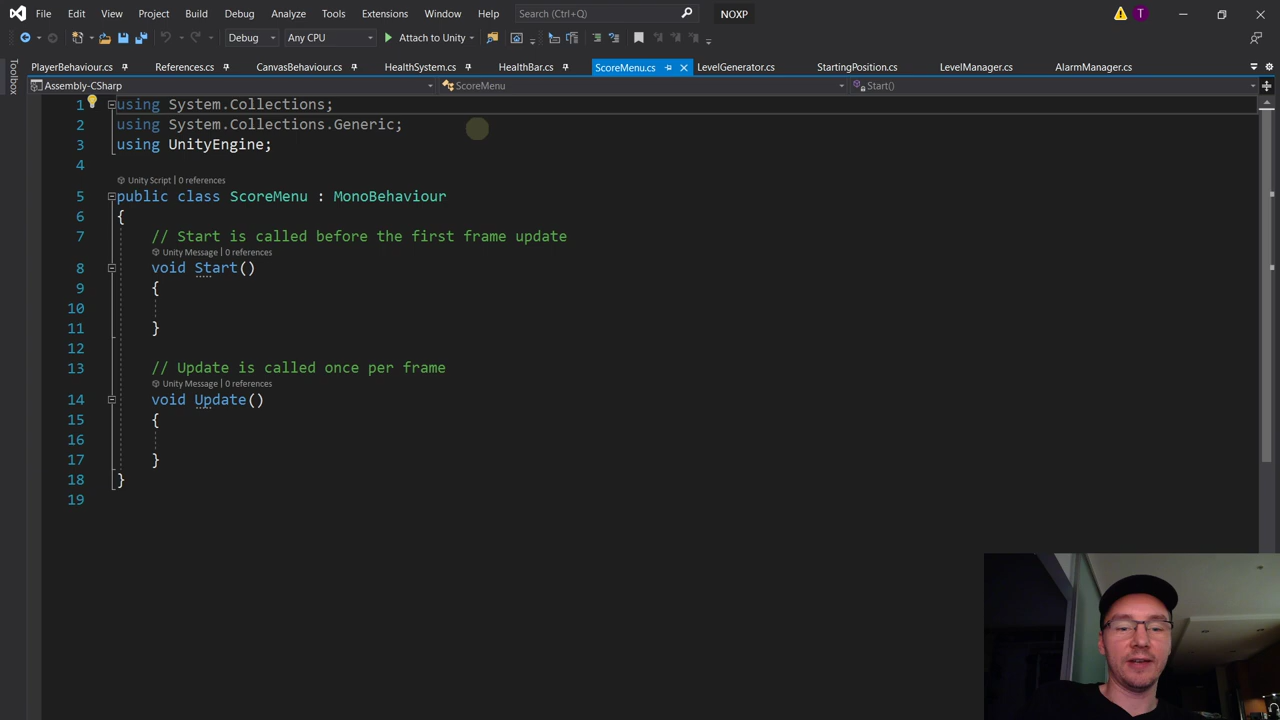 File Edit View Project Build Debug Analyze Tools Extensions Window Help Search (Ctrl+Q) NOXP T
Debug Any CPU Attach to Unity
PlayerBehaviour.cs References.cs CanvasBehaviour.cs HealthSystem.cs HealthBar.cs ScoreMenu.cs LevelGenerator.cs StartingPosition.cs LevelManager.cs AlarmManager.cs
Toolbox
Assembly-CSharp ScoreMenu Start()
1 using System.Collections;
2 using System.Collections.Generic;
3 using UnityEngine;
4
Unity Script | 0 references
5 public class ScoreMenu : MonoBehaviour
6 {
7 // Start is called before the first frame update
Unity Message | 0 references
8 void Start()
9 {
10
11 }
12
13 // Update is called once per frame
Unity Message | 0 references
14 void Update()
15 {
16
17 }
18 }
19